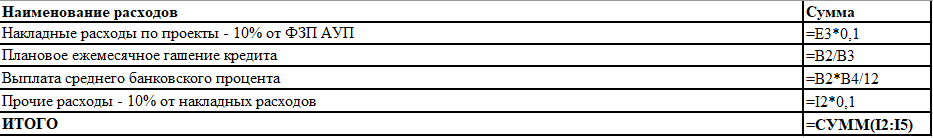 Наименование расходов Сумма
Накладные расходы по проекты - 10% от ФЗП АУП =E3*0,1
Плановое ежемесячное гашение кредита =B2/B3
Выплата среднего банковского процента =B2*B4/12
Прочие расходы - 10% от накладных расходов =I2*0,1
ИТОГО =СУММ(I2:I5)